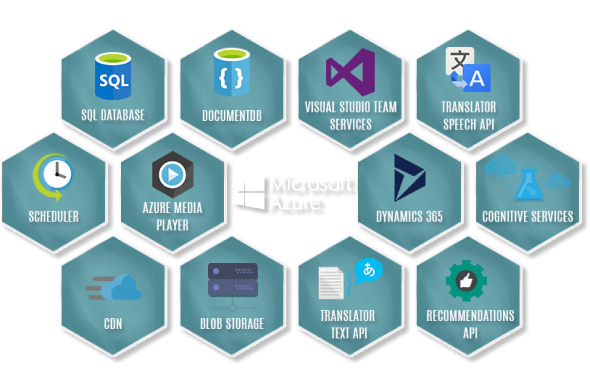 SQL
SQL DATABASE
{ }
DOCUMENTDB
VISUAL STUDIO TEAM
SERVICES
文
A
TRANSLATOR
SPEECH API
SCHEDULER
AZURE MEDIA
PLAYER
Microsoft
Azure
DYNAMICS 365
COGNITIVE SERVICES
CDN
BLOB STORAGE
あ
TRANSLATOR
TEXT API
RECOMMENDATIONS
API